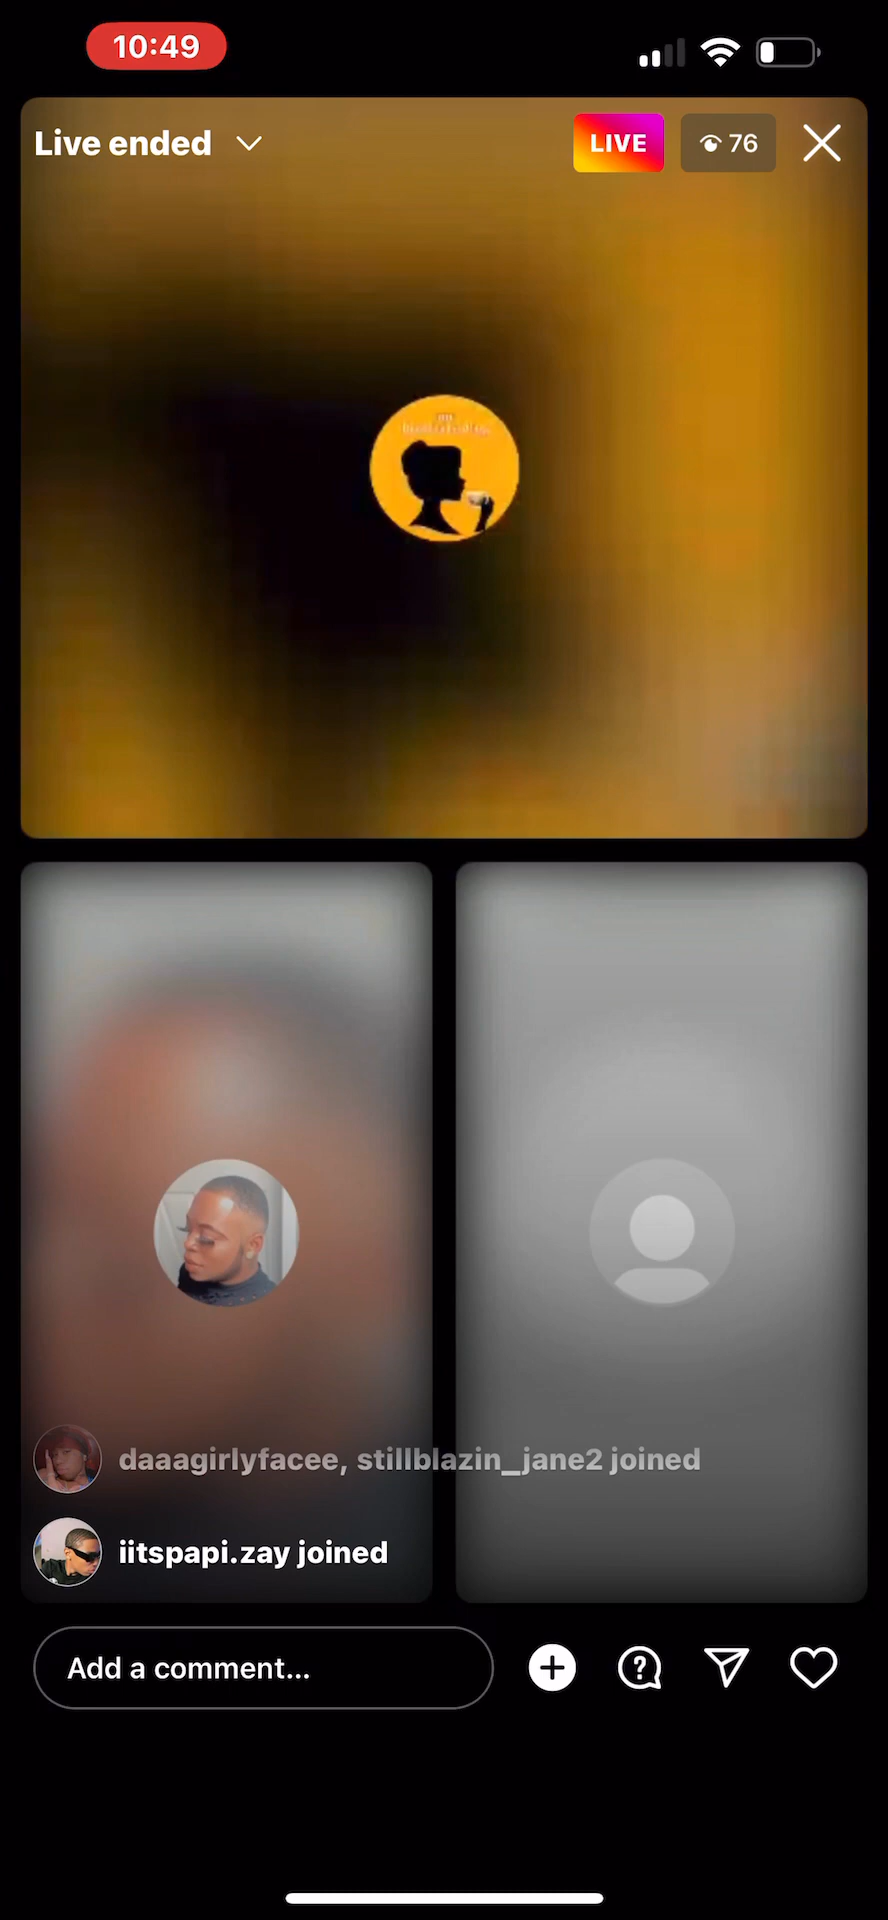 10:49
Live ended
LIVE
76
daaagirlyfacee, stillblazin_jane2 joined
iitspapi.zay joined
Add a comment...